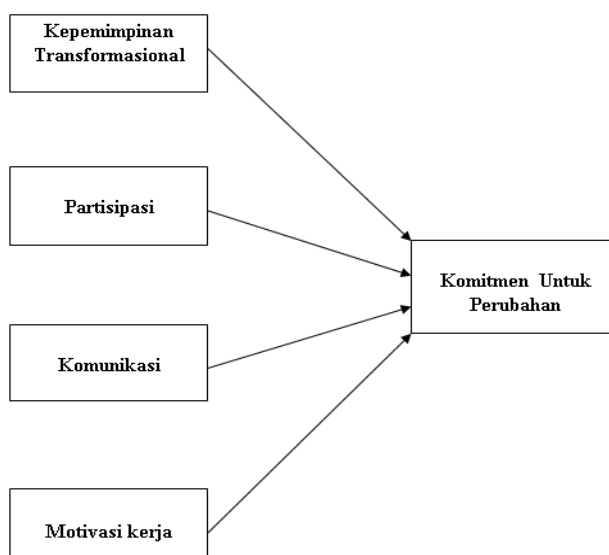 Kepemimpinan
Transformasional
Partisipasi
Komitmen Untuk
Perubahan
Komunikasi
Motivasi kerja